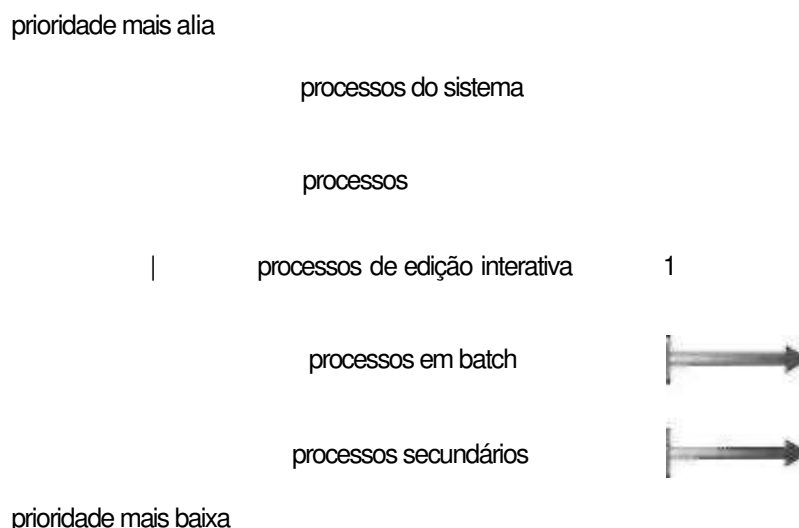 prioridade mais alia
processos do sistema
processos
| processos de edição interativa 1
processos em batch
processos secundários
prioridade mais baixa